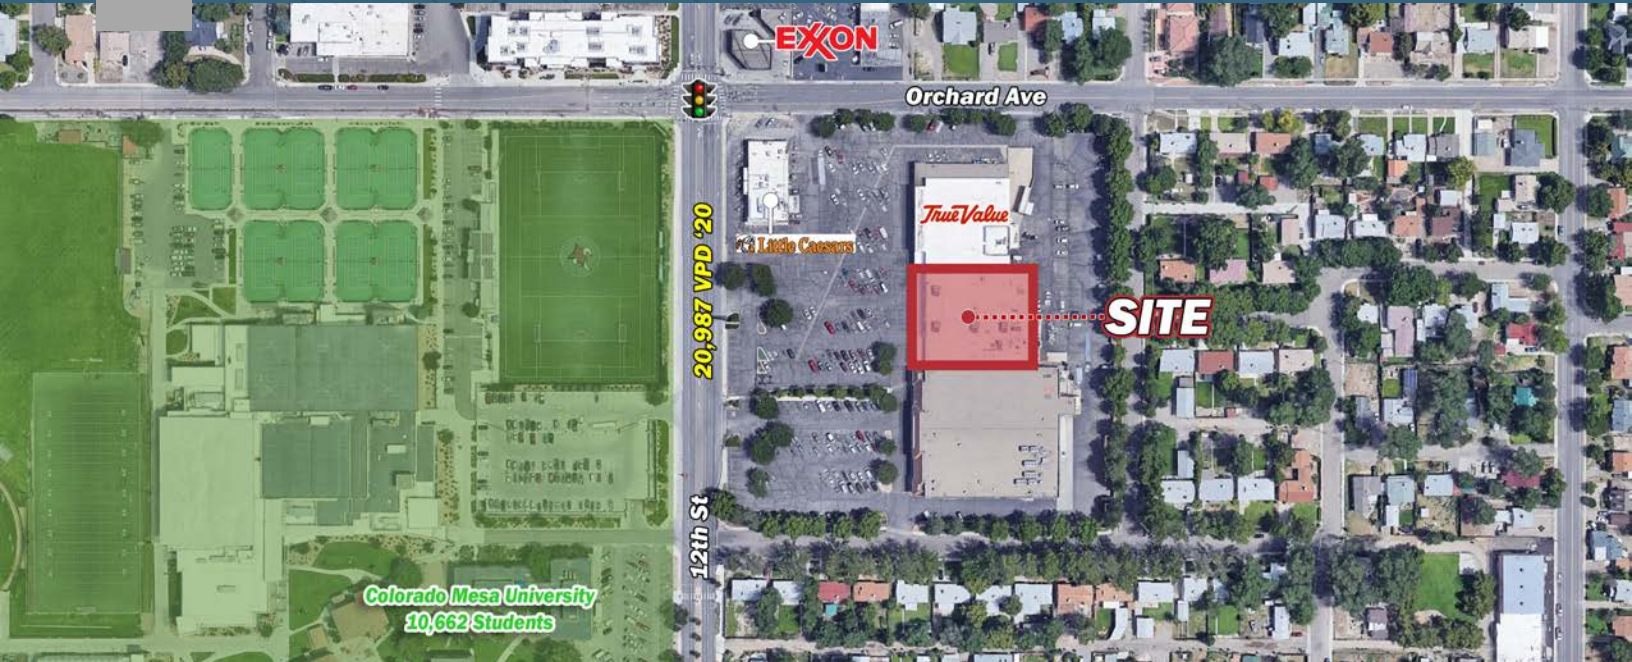 EXXON
Orchard Ave
True Value
Little Caesars
20,987 VPD '20
SITE
12th St
Colorado Mesa University
10,662 Students